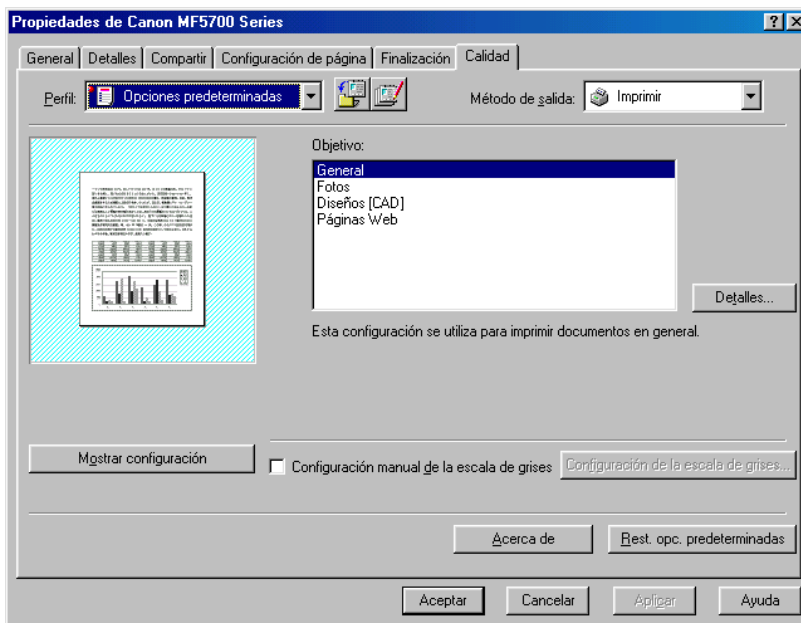 Propiedades de Canon MF5700 Series
General Detalles Compartir Configuración de página Finalización Calidad
Perfil: Opciones predeterminadas Método de salida: Imprimir
Objetivo:
General
Fotos
Diseños [CAD]
Páginas Web
Detalles...
Esta configuración se utiliza para imprimir documentos en general.
Mostrar configuración
Configuración manual de la escala de grises Configuración de la escala de grises...
Acerca de Rest. opc. predeterminadas
Aceptar Cancelar Aplicar Ayuda